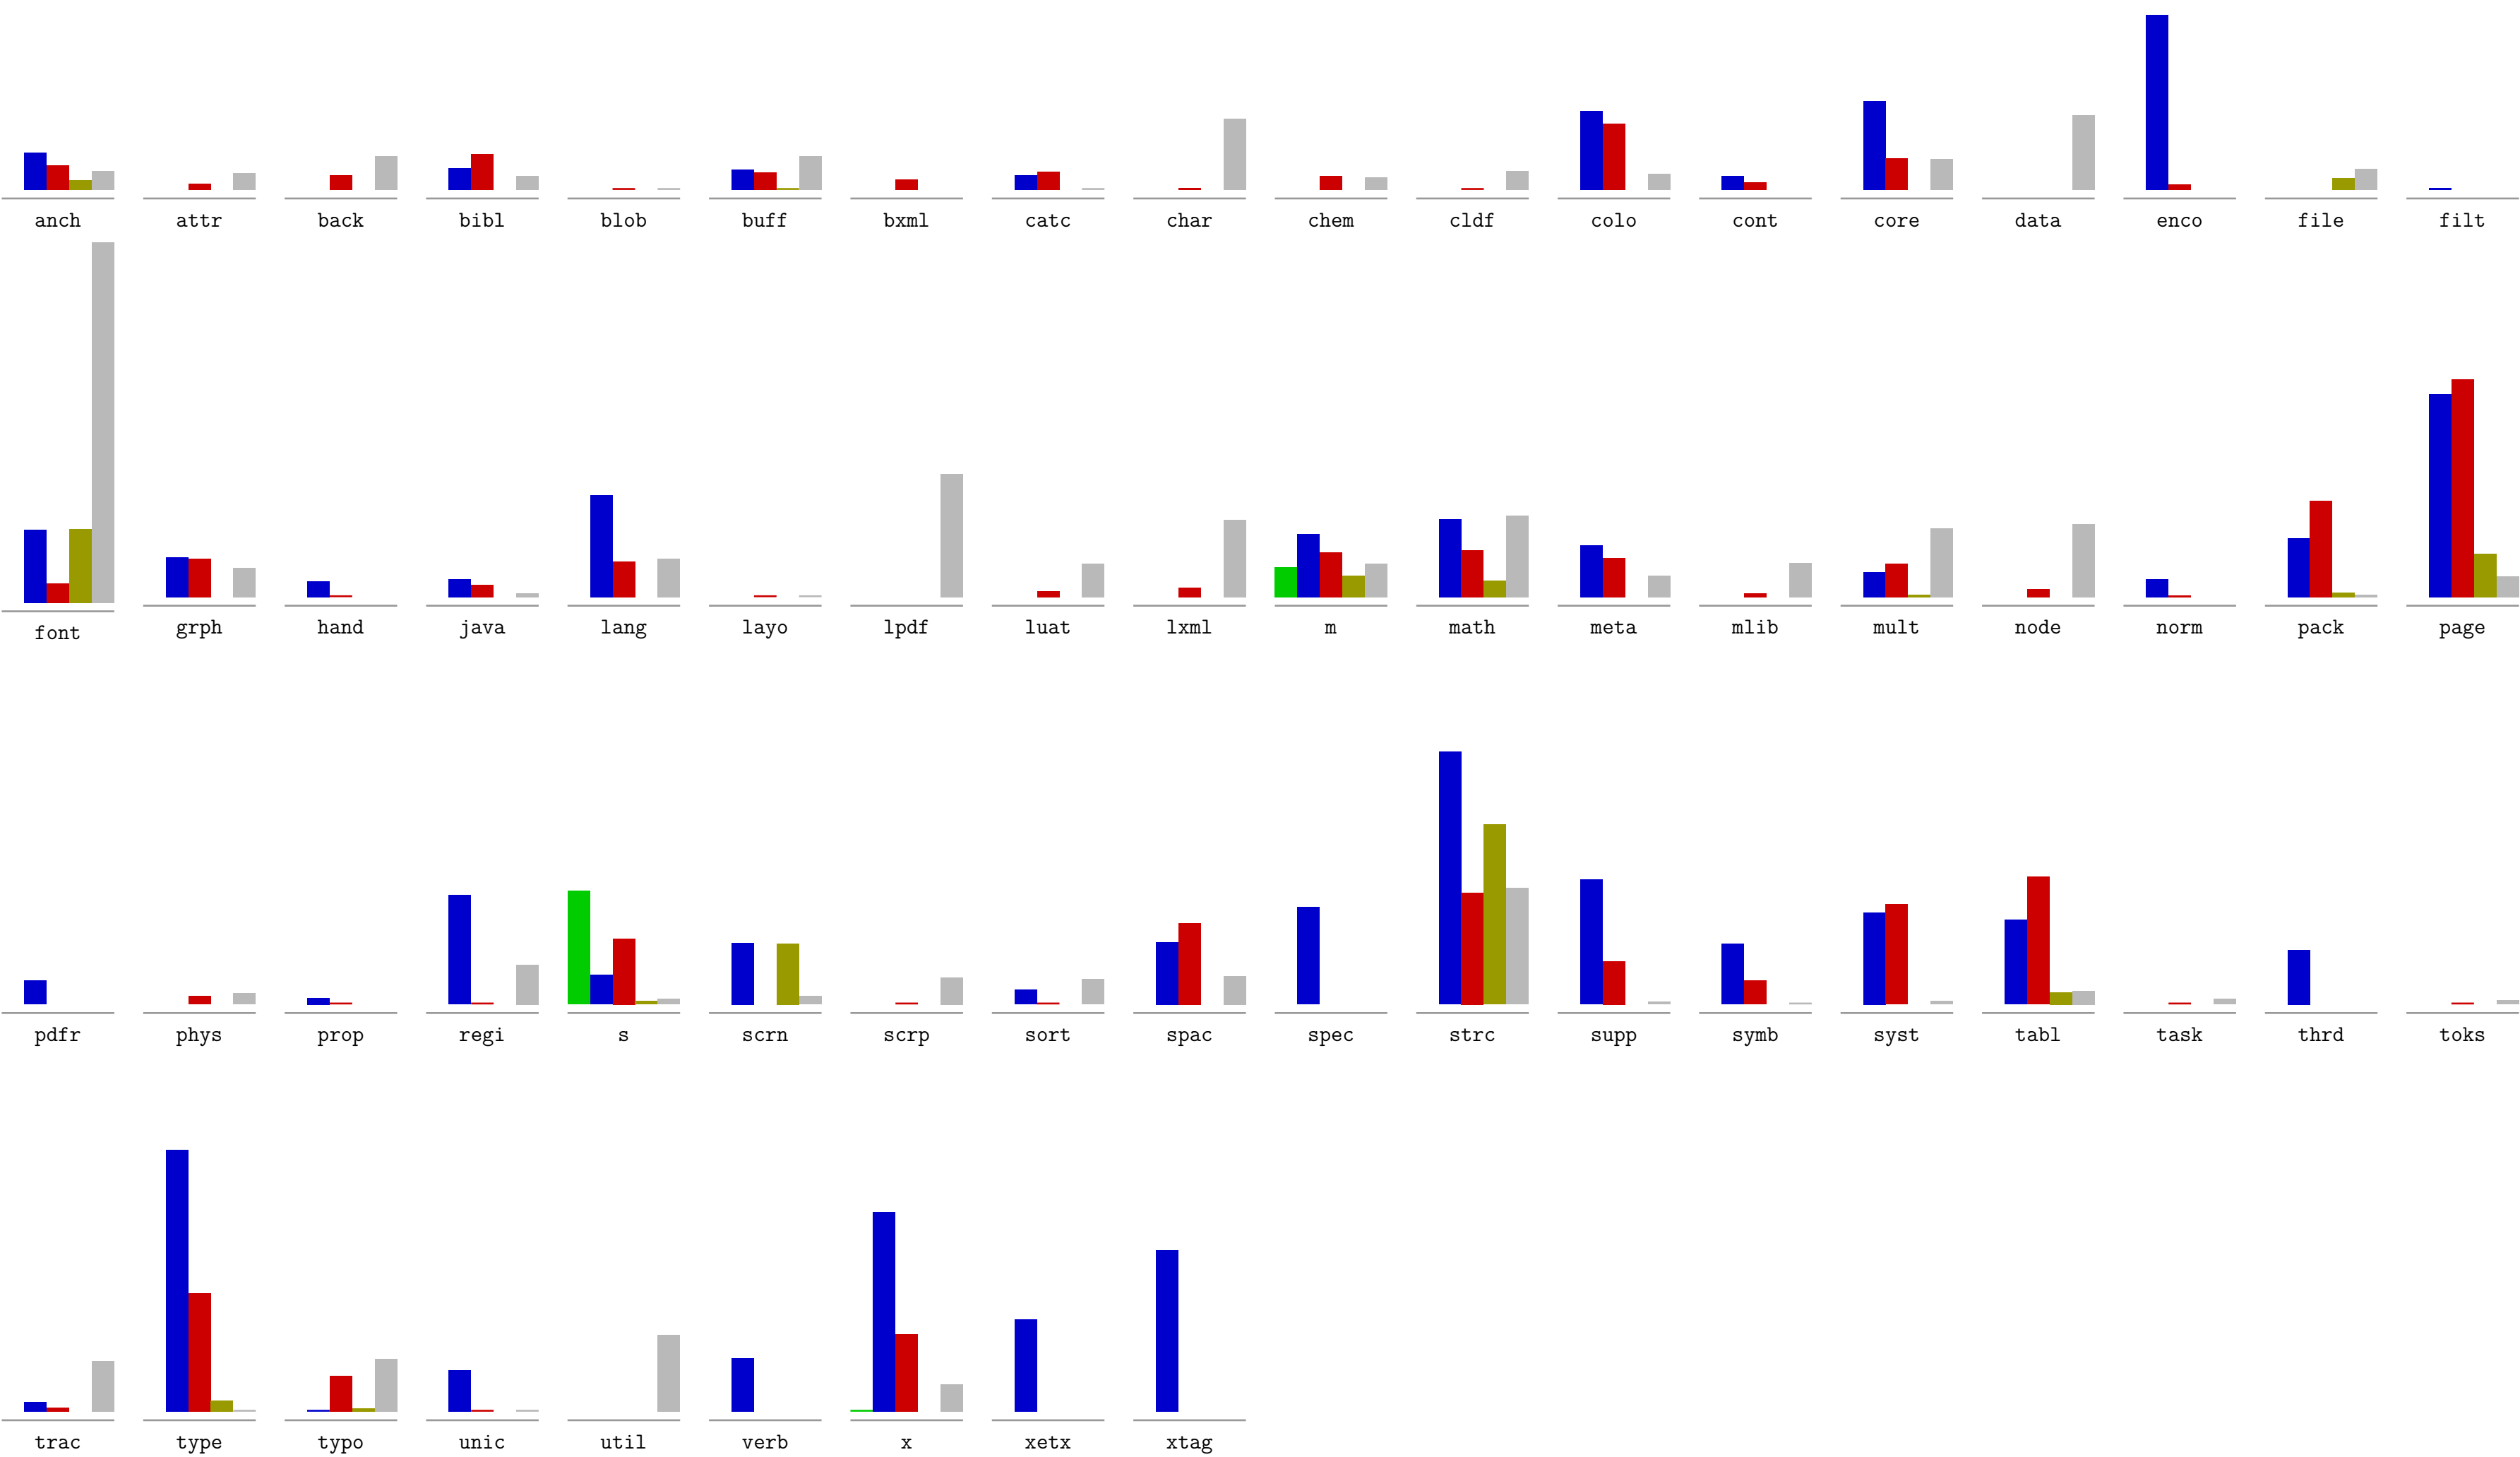 anch attr back bibl blob buff bxml catc char chem cldf colo cont core data enco file filt
font grph hand java lang layo lpdf luat lxml m math meta mlib mult node norm pack page
pdfr phys prop regi s scrn scrp sort spac spec strc supp symb syst tabl task thrd toks
trac type typo unic util verb x xetx xtag